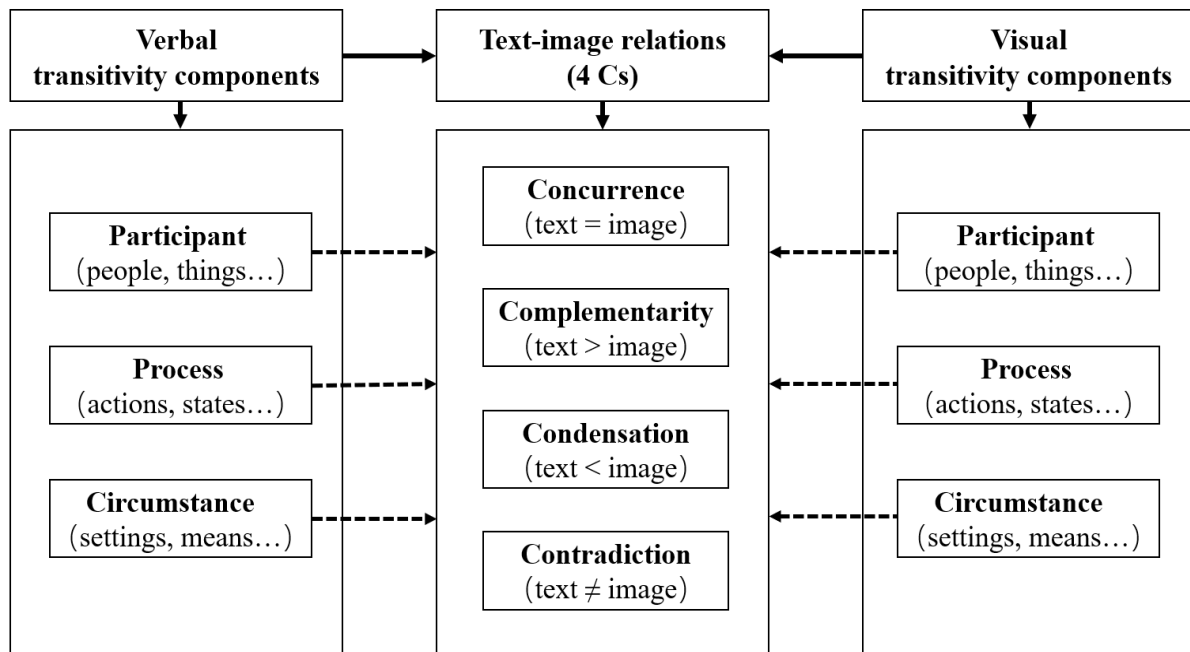 Verbal
transitivity components
Text-image relations
(4 Cs)
Visual
transitivity components
Participant
(people, things…)
Process
(actions, states…)
Circumstance
(settings, means…)
Concurrence
(text = image)
Complementarity
(text > image)
Condensation
(text < image)
Contradiction
(text ≠ image)
Participant
(people, things…)
Process
(actions, states…)
Circumstance
(settings, means…)